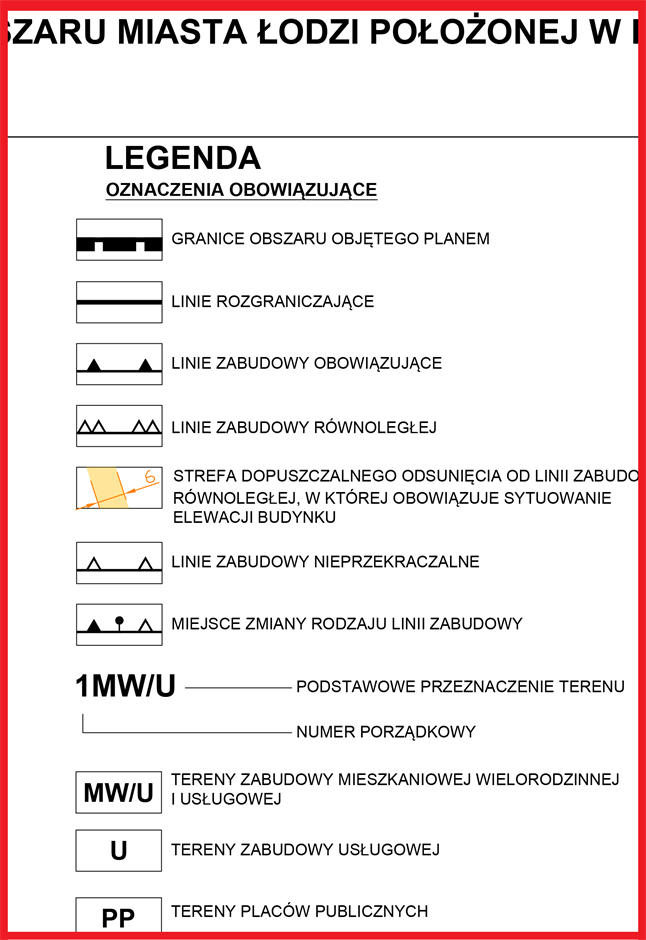 SZARU MIASTA ŁODZI POŁOŻONEJ W
LEGENDA
OZNACZENIA OBOWIĄZUJĄCE
GRANICE OBSZARU OBJĘTEGO PLANEM
LINIE ROZGRANICZAJĄCE
LINIE ZABUDOWY OBOWIĄZUJĄCE
LINIE ZABUDOWY RÓWNOLEGŁEJ
6
STREFA DOPUSZCZALNEGO ODSUNIĘCIA OD LINII ZABUDO
RÓWNOLEGŁEJ, W KTÓREJ OBOWIĄZUJE SYTUOWANIE
ELEWACJI BUDYNKU
LINIE ZABUDOWY NIEPRZEKRACZALNE
MIEJSCE ZMIANY RODZAJU LINII ZABUDOWY
1MW/U
PODSTAWOWE PRZEZNACZENIE TERENU
NUMER PORZĄDKOWY
MW/U
TERENY ZABUDOWY MIESZKANIOWEJ WIELORODZINNEJ
I USŁUGOWEJ
U
TERENY ZABUDOWY USŁUGOWEJ
PP
TERENY PLACÓW PUBLICZNYCH